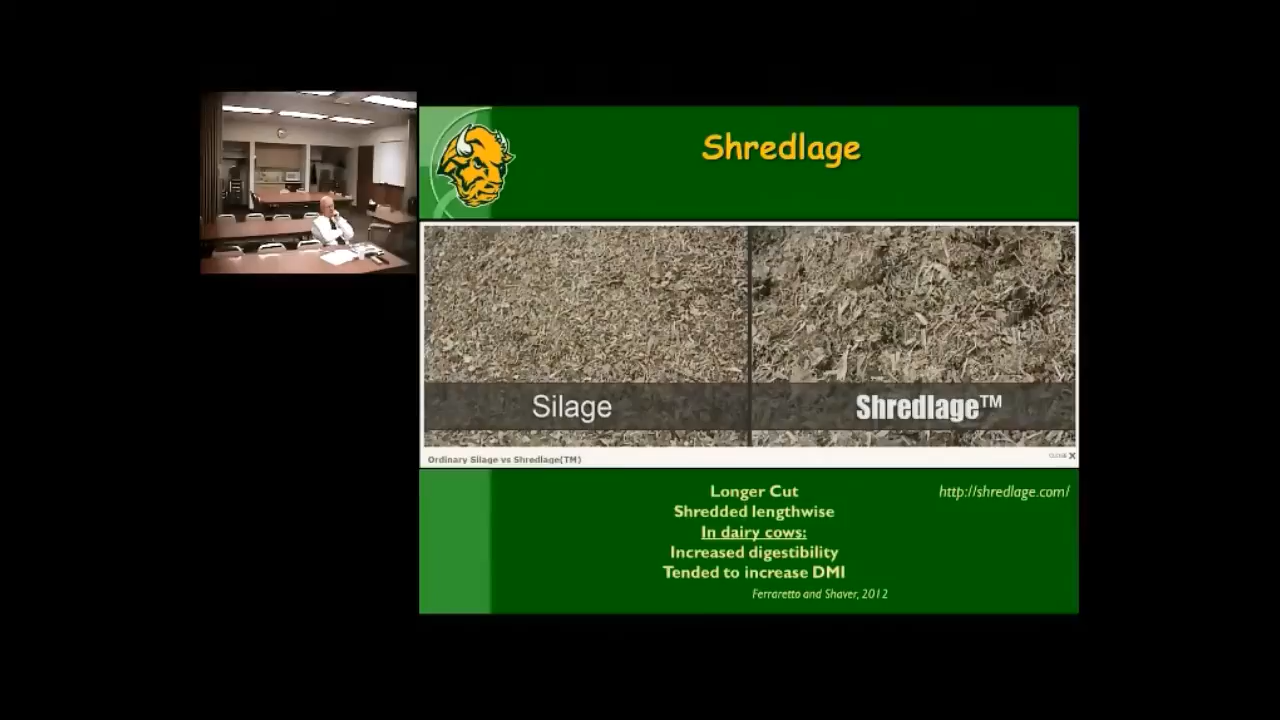 Shredlage
Silage
Shredlage™
Ordinary Silage vs Shredlage(TM)
CLOSE X
Longer Cut
http://shredlage.com/
Shredded lengthwise
In dairy cows:
Increased digestibility
Tended to increase DMI
Ferraretto and Shaver, 2012